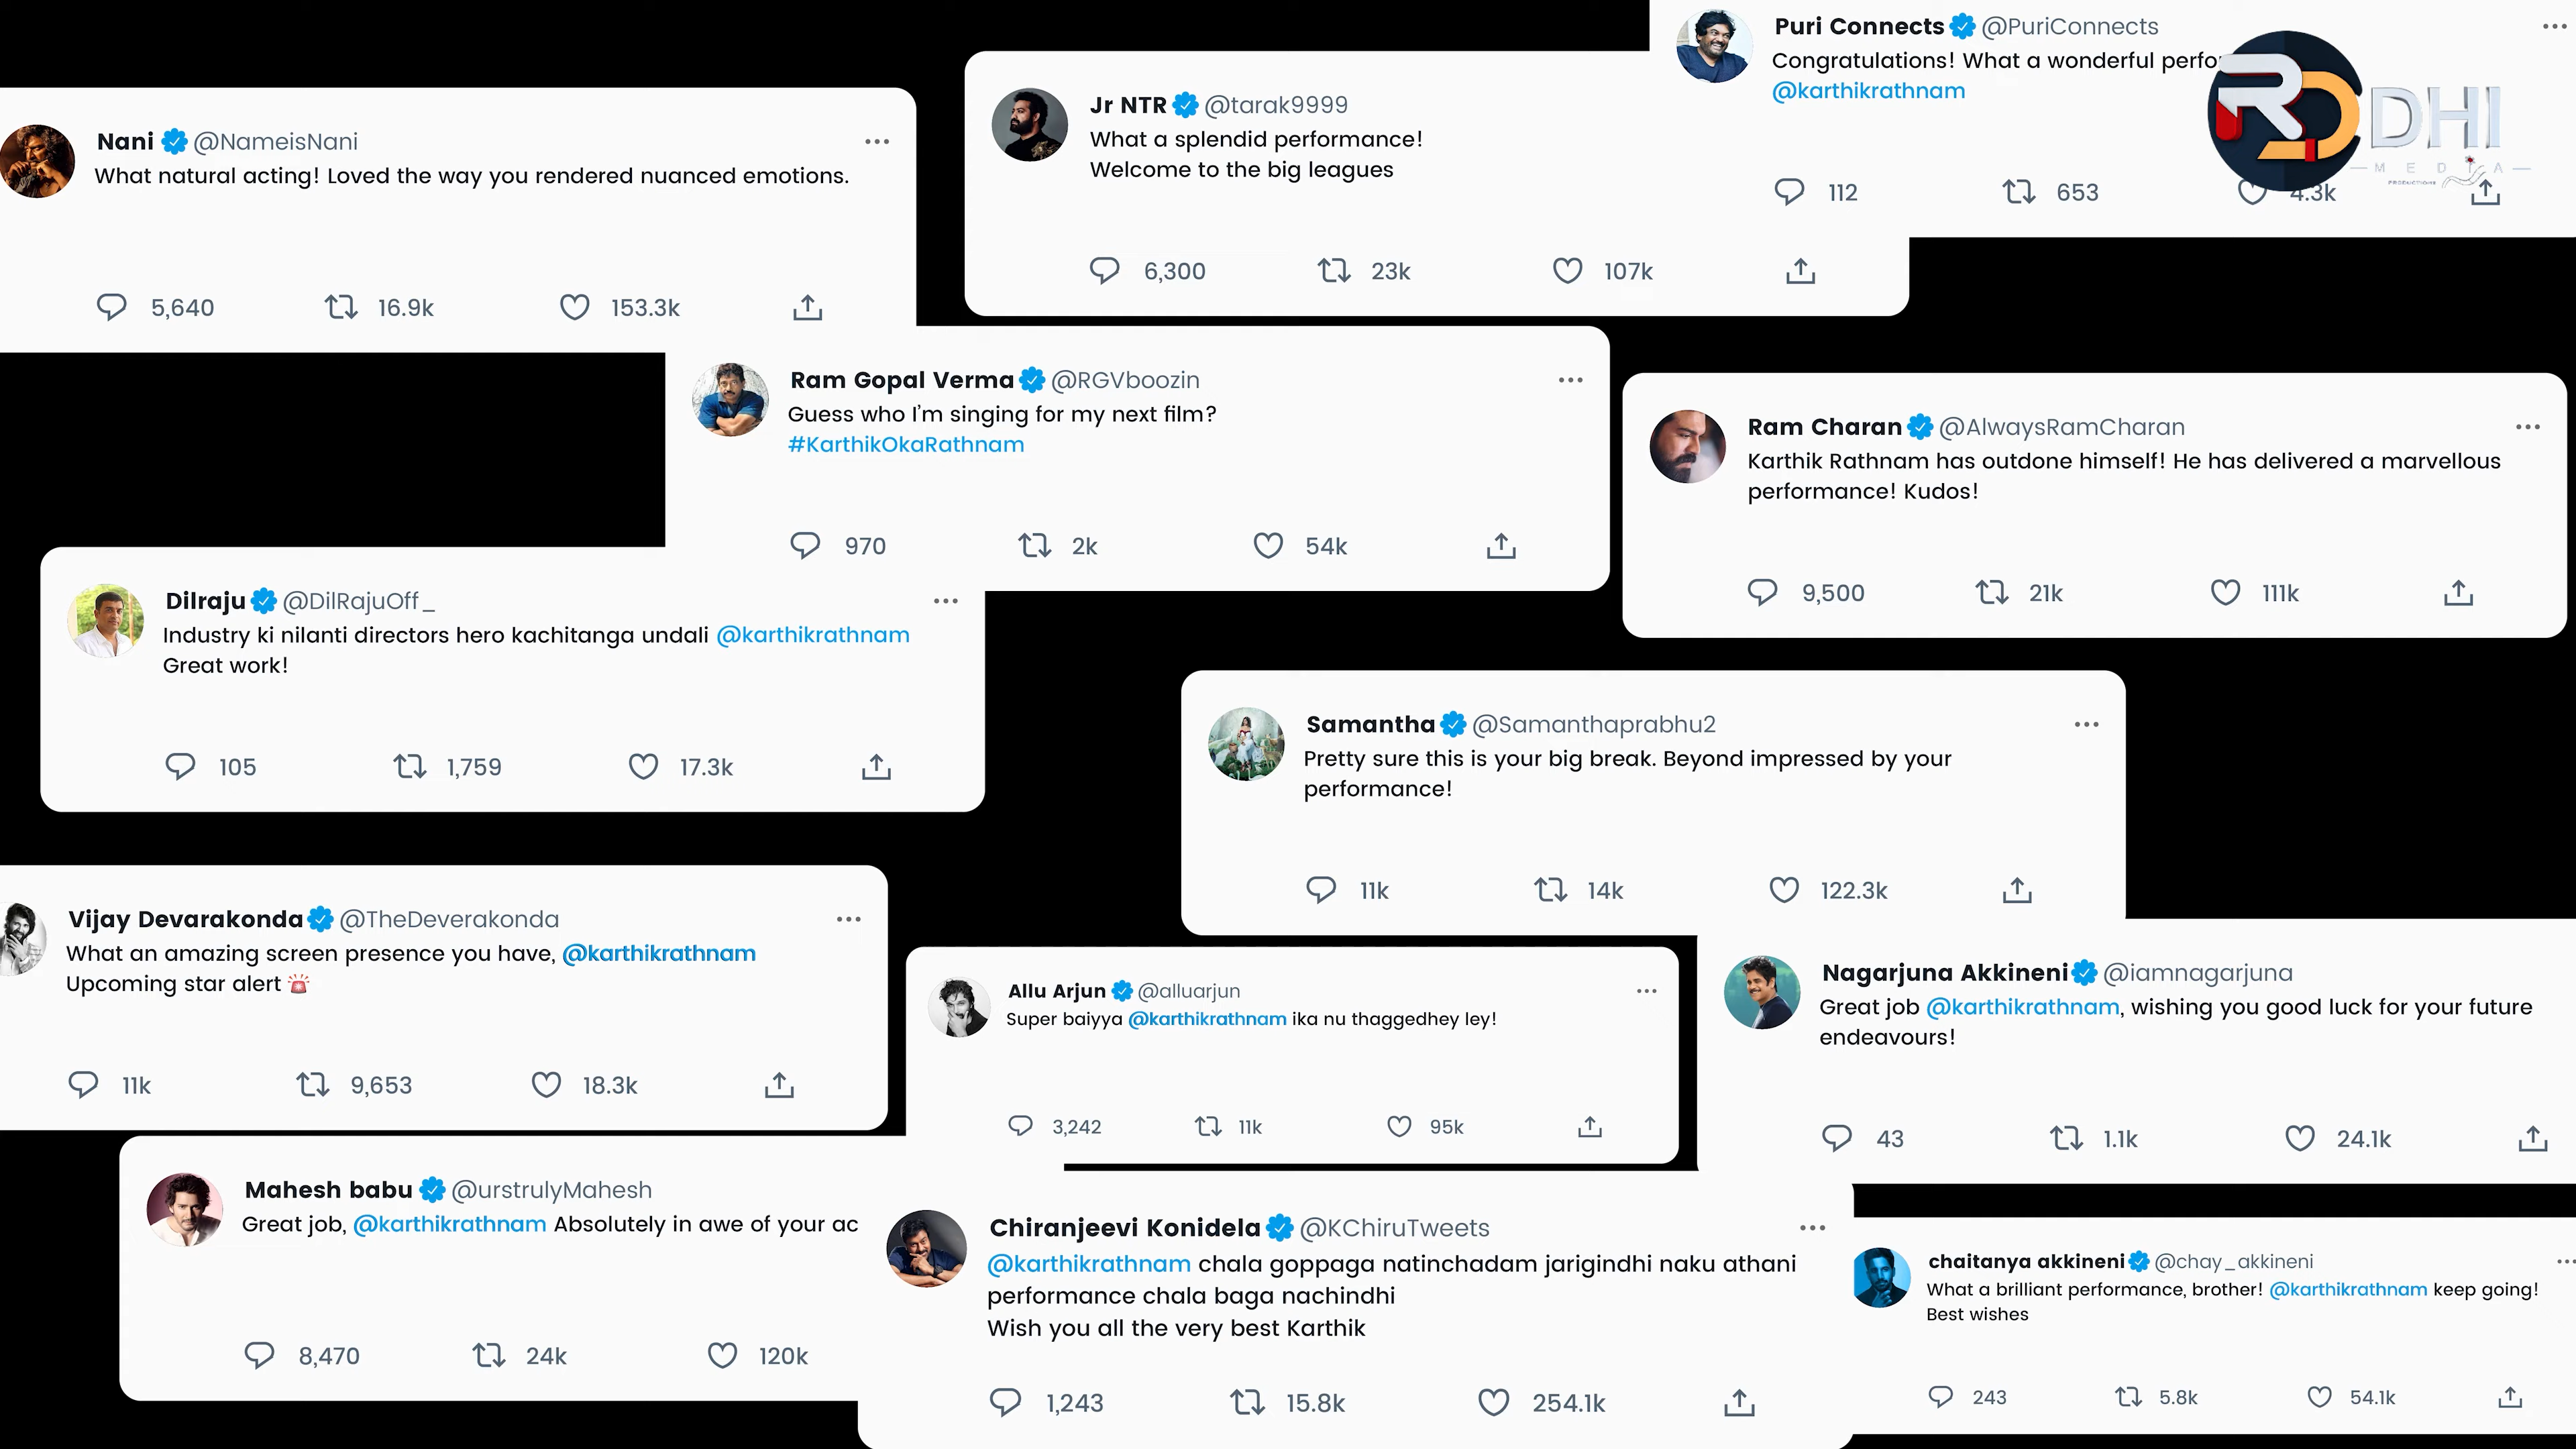 Puri Connects @PuriConnects
Congratulations! What a wonderful perfo
@karthikrathnam
112 653 4.3k
RDDHI
MEDIA
PRODUCTIONS
Jr NTR @tarak9999
What a splendid performance!
Welcome to the big leagues
6,300 23k 107k
Nani @NameisNani
What natural acting! Loved the way you rendered nuanced emotions.
5,640 16.9k 153.3k
Ram Gopal Verma @RGVboozin
Guess who I'm singing for my next film?
#KarthikOkaRathnam
970 2k 54k
Ram Charan @AlwaysRamCharan
Karthik Rathnam has outdone himself! He has delivered a marvellous
performance! Kudos!
9,500 21k 111k
Dilraju @DilRajuOff_
Industry ki nilanti directors hero kachitanga undali @karthikrathnam
Great work!
105 1,759 17.3k
Samantha @Samanthaprabhu2
Pretty sure this is your big break. Beyond impressed by your
performance!
11k 14k 122.3k
Vijay Devarakonda @TheDeverakonda
What an amazing screen presence you have, @karthikrathnam
Upcoming star alert 🚨
11k 9,653 18.3k
Allu Arjun @alluarjun
Super baiyya @karthikrathnam ika nu thaggedhey ley!
3,242 11k 95k
Nagarjuna Akkineni @iamnagarjuna
Great job @karthikrathnam, wishing you good luck for your future
endeavours!
43 1.1k 24.1k
Mahesh babu @urstrulyMahesh
Great job, @karthikrathnam Absolutely in awe of your ac
8,470 24k 120k
Chiranjeevi Konidela @KChiruTweets
@karthikrathnam chala goppaga natinchadam jarigindhi naku athani
performance chala baga nachindhi
Wish you all the very best Karthik
1,243 15.8k 254.1k
chaitanya akkineni @chay_akkineni
What a brilliant performance, brother! @karthikrathnam keep going!
Best wishes
243 5.8k 54.1k